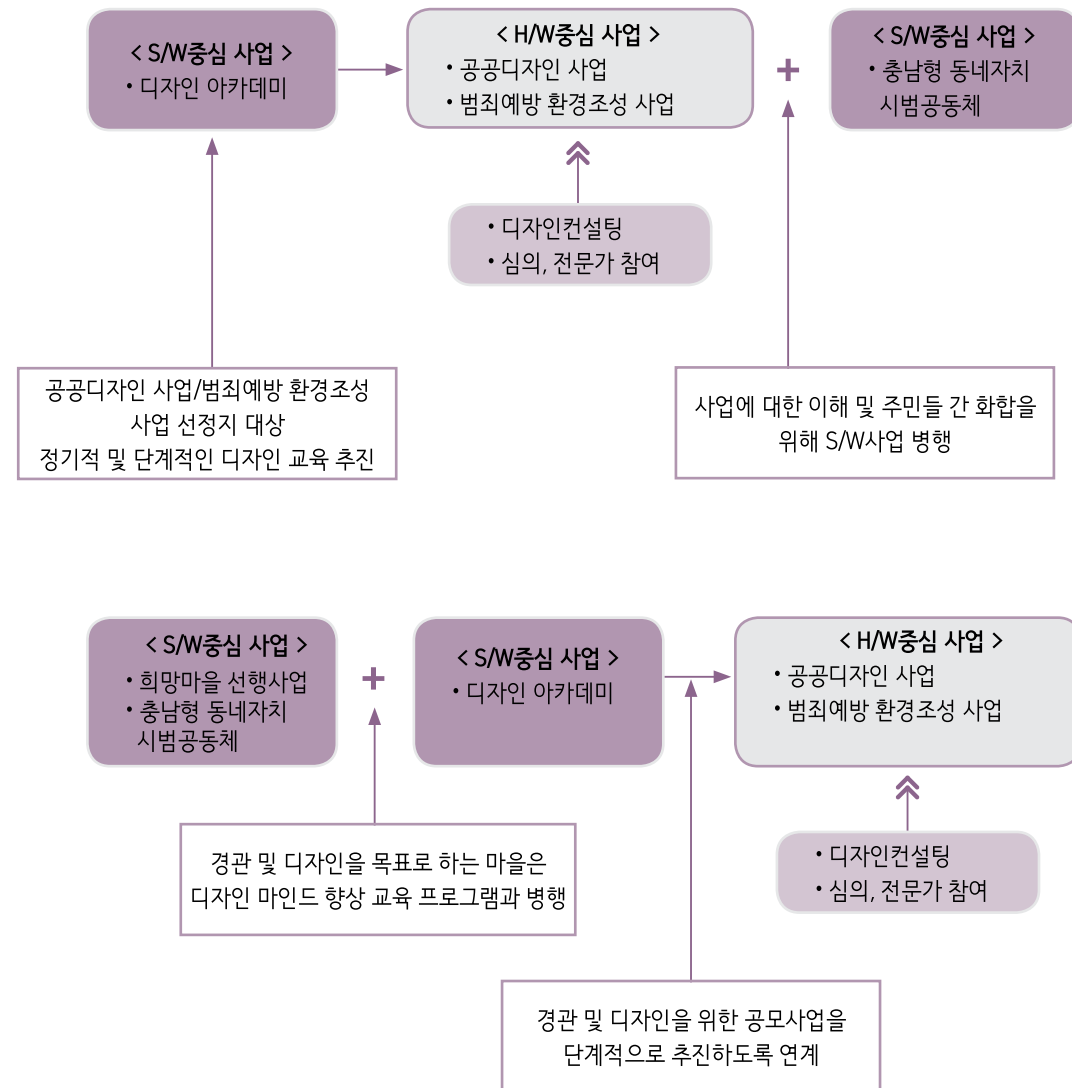 < S/W중심 사업 >
• 디자인 아카데미
< H/W중심 사업 >
• 공공디자인 사업
• 범죄예방 환경조성 사업
+
< S/W중심 사업 >
• 충남형 동네자치
시범공동체
• 디자인컨설팅
• 심의, 전문가 참여
공공디자인 사업/범죄예방 환경조성
사업 선정지 대상
정기적 및 단계적인 디자인 교육 추진
사업에 대한 이해 및 주민들 간 화합을
위해 S/W사업 병행
< S/W중심 사업 >
• 희망마을 선행사업
• 충남형 동네자치
시범공동체
+
< S/W중심 사업 >
• 디자인 아카데미
< H/W중심 사업 >
• 공공디자인 사업
• 범죄예방 환경조성 사업
경관 및 디자인을 목표로 하는 마을은
디자인 마인드 향상 교육 프로그램과 병행
• 디자인컨설팅
• 심의, 전문가 참여
경관 및 디자인을 위한 공모사업을
단계적으로 추진하도록 연계